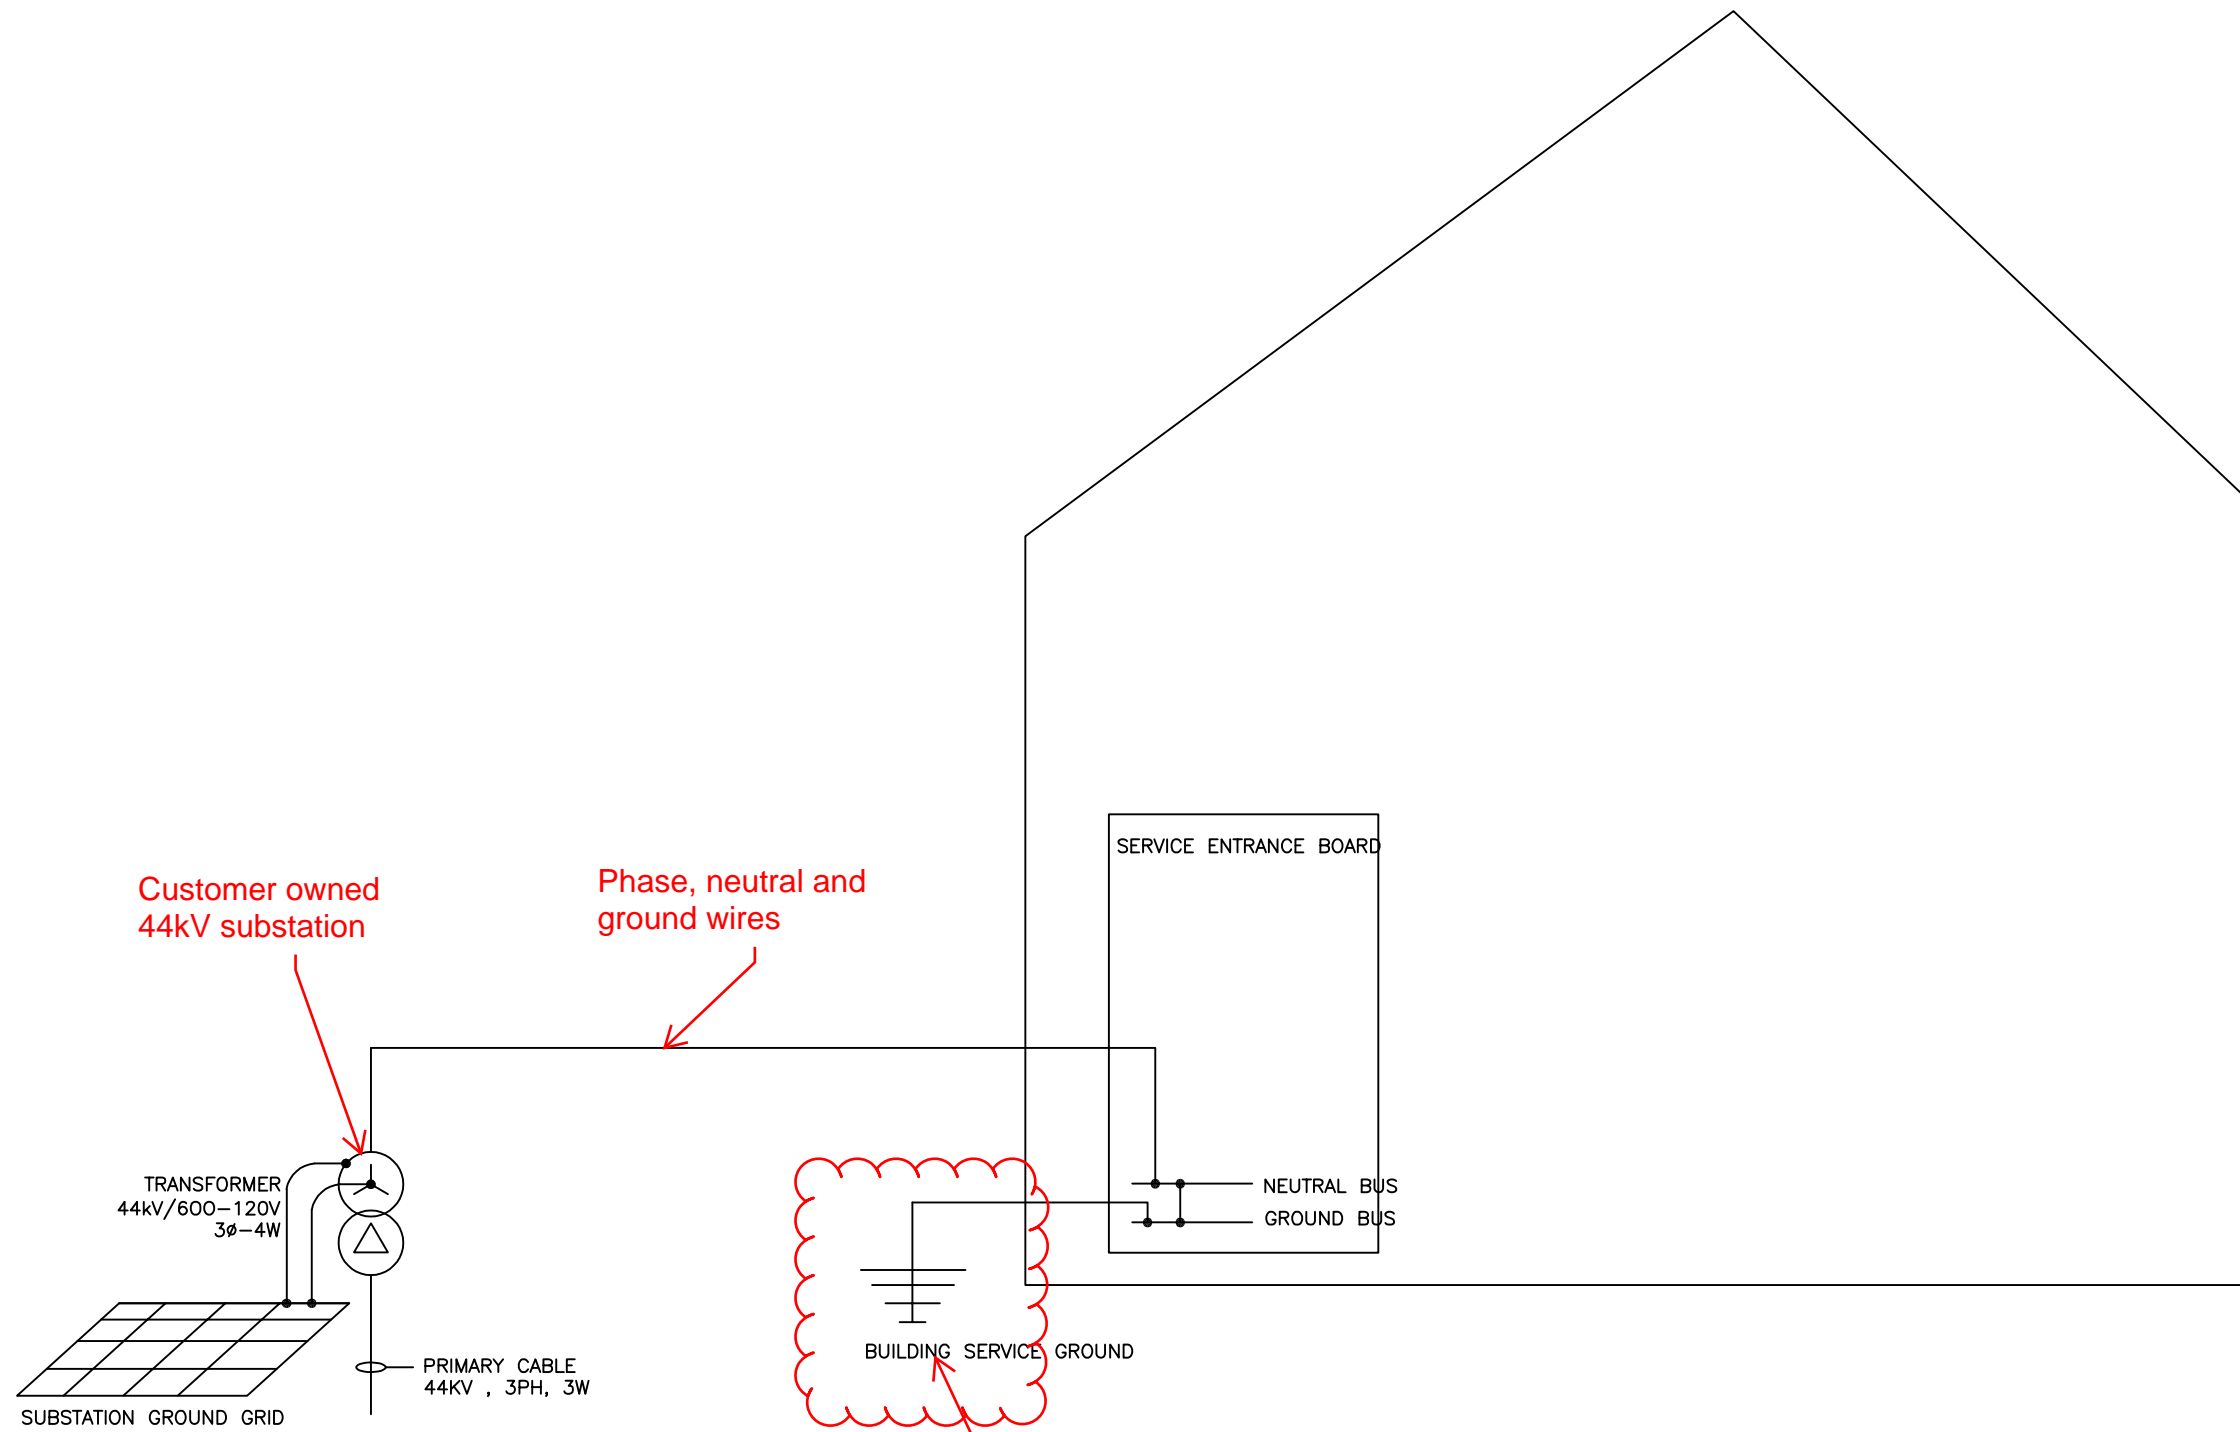 SERVICE ENTRANCE BOARD
Customer owned
44kV substation
Phase, neutral and
ground wires
TRANSFORMER
44kV/600-120V
3ø-4W
NEUTRAL BUS
GROUND BUS
BUILDING SERVICE GROUND
PRIMARY CABLE
44KV , 3PH, 3W
SUBSTATION GROUND GRID